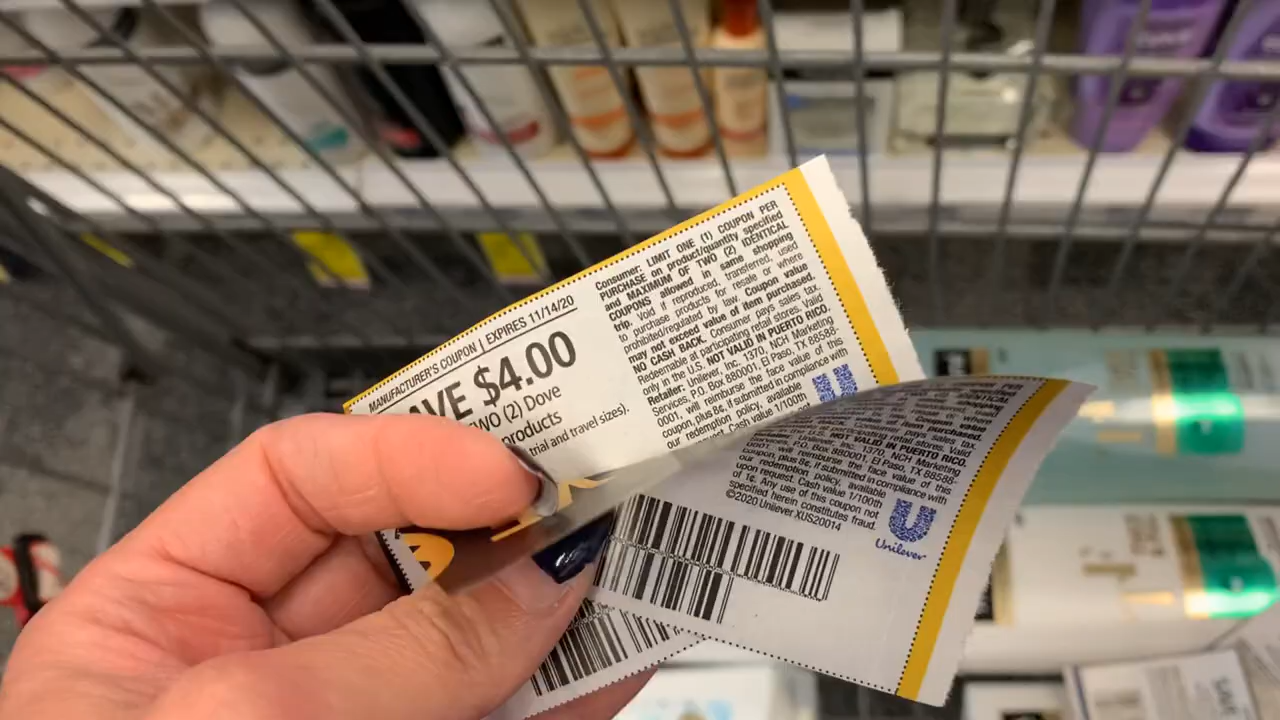 MANUFACTURER'S COUPON | EXPIRES 11/14/20
AVE $4.00
TWO (2) Dove
products
trial and travel sizes).
Consumer: LIMIT ONE (1) COUPON PER
PURCHASE on product/quantity specified
and MAXIMUM OF TWO (2) IDENTICAL
COUPONS allowed in same shopping
trip. Void if reproduced, transferred, used
to purchase products for resale or where
prohibited/regulated by law. Coupon value
may not exceed value of item purchased.
NO CASH BACK. Consumer pays sales tax.
Redeemable at participating retail stores. Valid
only in the U.S. NOT VALID IN PUERTO RICO.
Retailer: Unilever, Inc. 1370, NCH Marketing
Services, P.O. Box 880001, El Paso, TX 88588-
0001, will reimburse the face value of this
coupon, plus 8¢, if submitted in compliance with
our redemption policy, available
request. Cash value 1/100th
NOT VALID IN PUERTO RICO.
Unilever, Inc. 1370, NCH Marketing
Box 880001, El Paso, TX 88588-
0001, will reimburse the face value of this
coupon, plus 8¢, if submitted in compliance with
our redemption policy, available
upon request. Cash value 1/100th
of 1¢. Any use of this coupon not
specified herein constitutes fraud.
©2020 Unilever XUS20014
Unilever